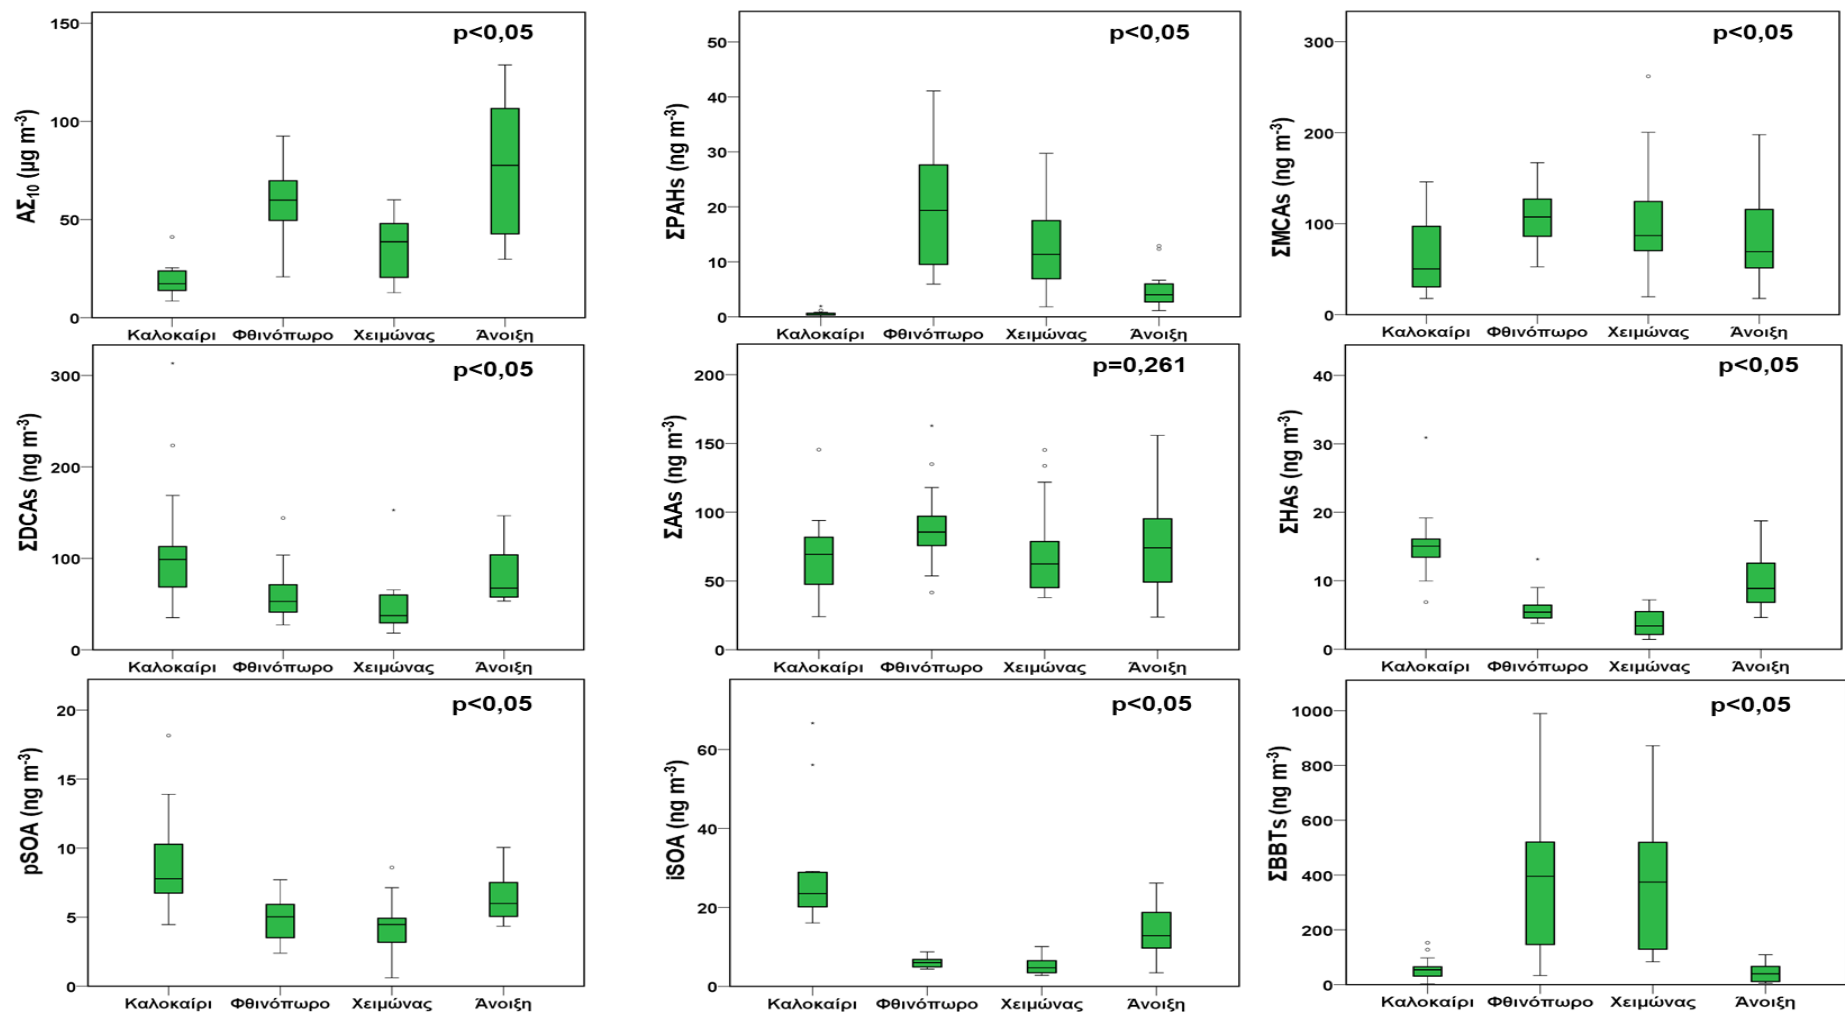 p<0,05
ΑΣ₁₀ (µg m⁻³)
150
100
50
0
Καλοκαίρι Φθινόπωρο Χειμώνας Άνοιξη
p<0,05
ΣPAHs (ng m⁻³)
50
40
30
20
10
0
Καλοκαίρι Φθινόπωρο Χειμώνας Άνοιξη
p<0,05
ΣMCAs (ng m⁻³)
300
200
100
0
Καλοκαίρι Φθινόπωρο Χειμώνας Άνοιξη
p<0,05
ΣDCAs (ng m⁻³)
300
200
100
0
Καλοκαίρι Φθινόπωρο Χειμώνας Άνοιξη
p=0,261
ΣAAs (ng m⁻³)
200
150
100
50
0
Καλοκαίρι Φθινόπωρο Χειμώνας Άνοιξη
p<0,05
ΣHAs (ng m⁻³)
40
30
20
10
0
Καλοκαίρι Φθινόπωρο Χειμώνας Άνοιξη
p<0,05
pSOA (ng m⁻³)
20
15
10
5
0
Καλοκαίρι Φθινόπωρο Χειμώνας Άνοιξη
p<0,05
iSOA (ng m⁻³)
60
40
20
0
Καλοκαίρι Φθινόπωρο Χειμώνας Άνοιξη
p<0,05
ΣBBTs (ng m⁻³)
1000
800
600
400
200
0
Καλοκαίρι Φθινόπωρο Χειμώνας Άνοιξη